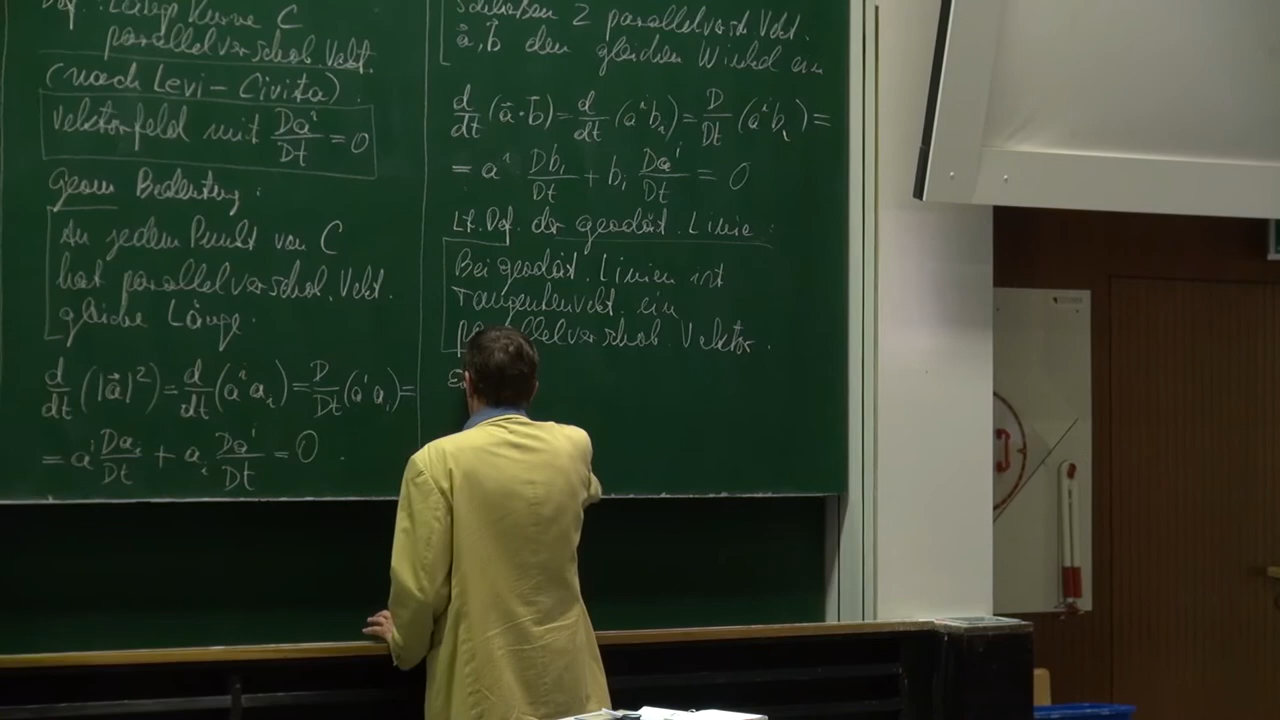 Def.: Längs Kurve C
parallelverschob. Vekt.
(nach Levi-Civita)
Vektorfeld mit Da^i/Dt = 0
geom Bedeutung:
An jedem Punkt von C
hat parallelverschob. Vekt.
gleiche Länge.
d/dt (|a⃗|²) = d/dt (a^i a_i) = D/Dt (a^i a_i) =
= a^i Da_i/Dt + a_i Da^i/Dt = 0.
schließen 2 parallelversch. Vekt.
a⃗, b⃗ den gleichen Winkel ein
d/dt (a⃗·b⃗) = d/dt (a^i b_i) = D/Dt (a^i b_i) =
= a^i Db_i/Dt + b_i Da^i/Dt = 0
Lt. Def. der geodät. Linie:
Bei geodät. Linien ist
Tangentenvekt. ein
parallelverschob. Vektor.